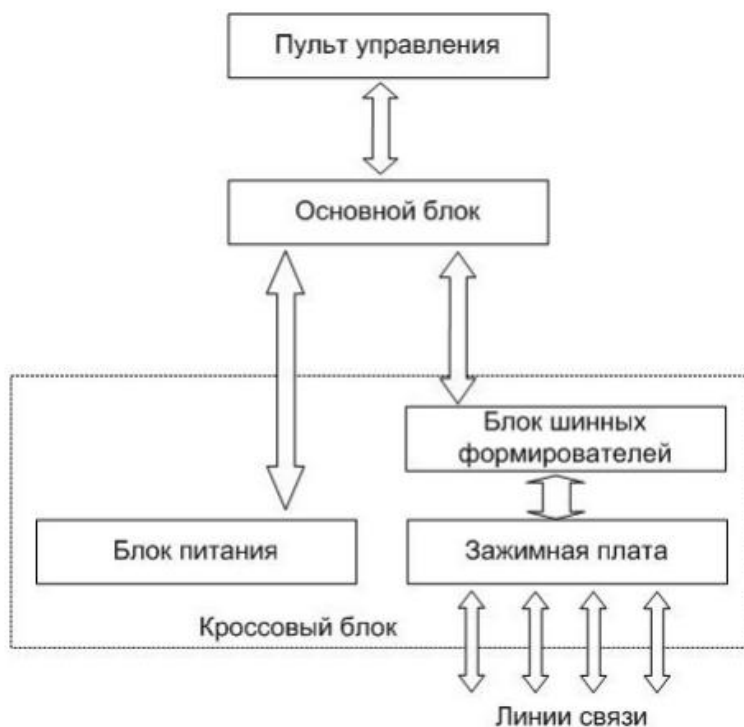 Пульт управления
Основной блок
Блок шинных
формирователей
Блок питания
Зажимная плата
Кроссовый блок
Линии связи